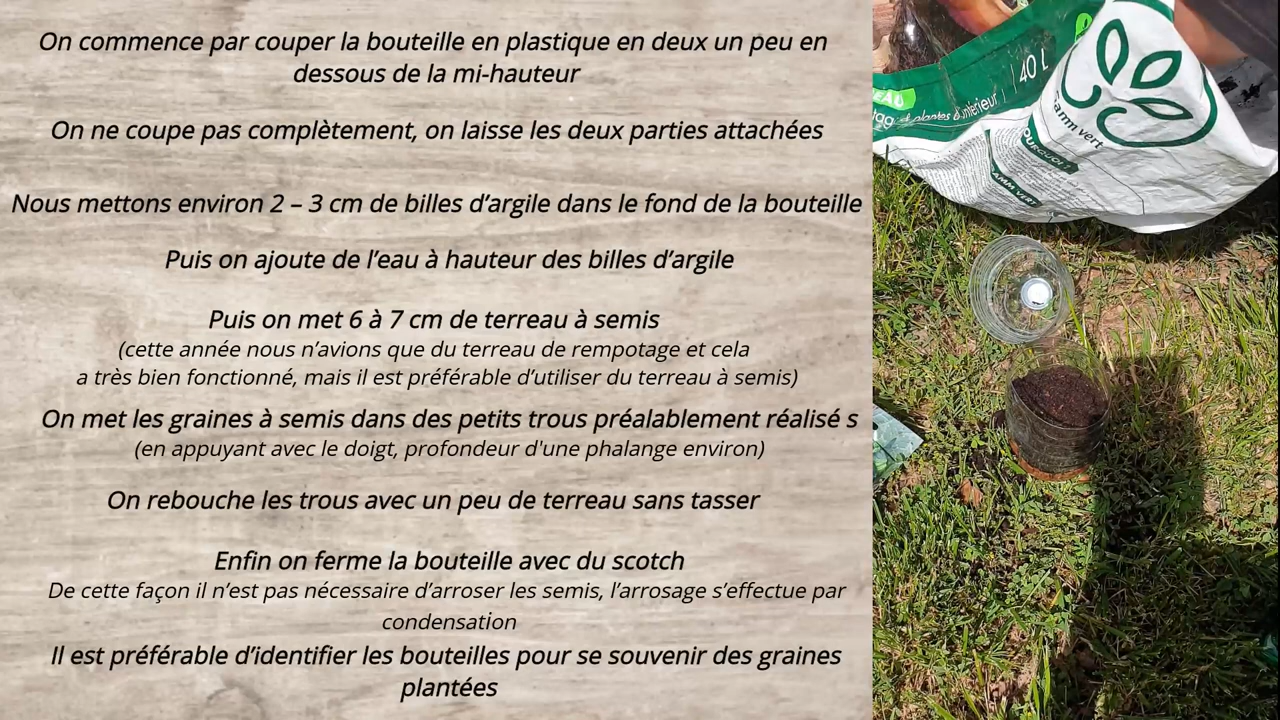 On commence par couper la bouteille en plastique en deux un peu en
dessous de la mi-hauteur
On ne coupe pas complètement, on laisse les deux parties attachées
Nous mettons environ 2 – 3 cm de billes d’argile dans le fond de la bouteille
Puis on ajoute de l’eau à hauteur des billes d’argile
Puis on met 6 à 7 cm de terreau à semis
(cette année nous n’avions que du terreau de rempotage et cela
a très bien fonctionné, mais il est préférable d’utiliser du terreau à semis)
On met les graines à semis dans des petits trous préalablement réalisé s
(en appuyant avec le doigt, profondeur d'une phalange environ)
On rebouche les trous avec un peu de terreau sans tasser
Enfin on ferme la bouteille avec du scotch
De cette façon il n’est pas nécessaire d’arroser les semis, l’arrosage s’effectue par
condensation
Il est préférable d’identifier les bouteilles pour se souvenir des graines
plantées
40 L
plantes d'intérieur
amm vert
POURQUOI ?
GAMM VERT